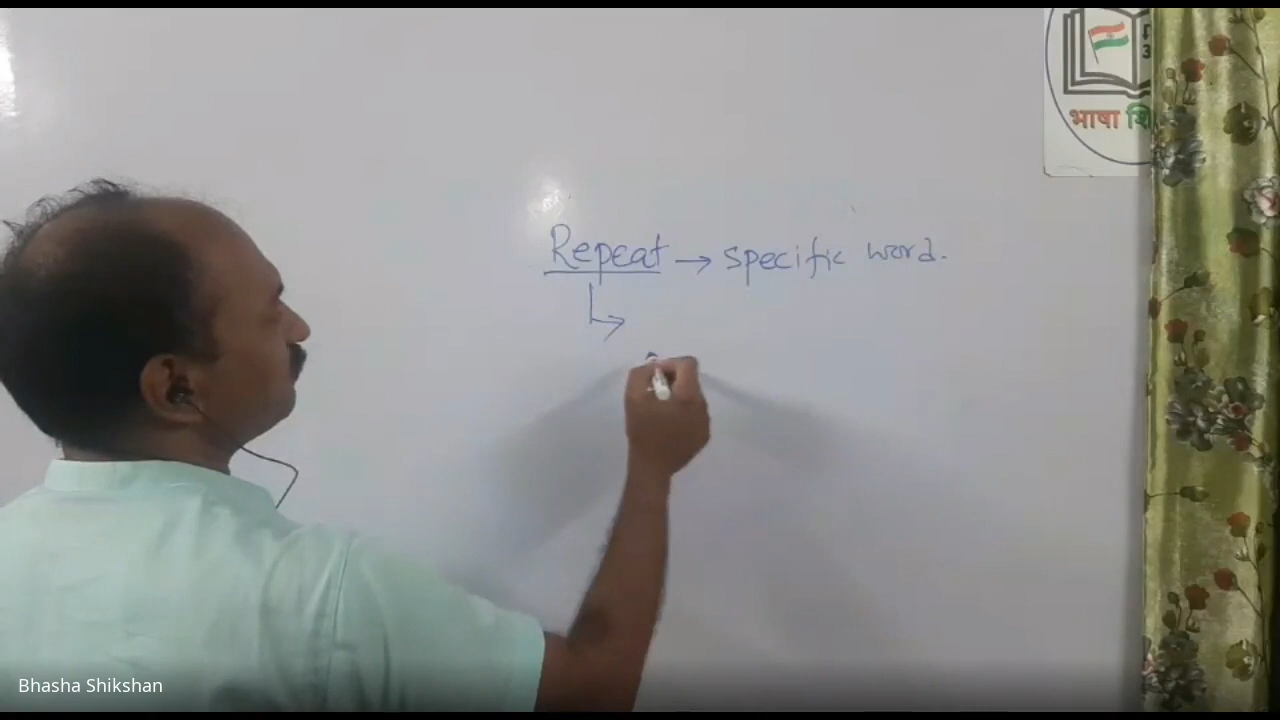 भाषा
Repeat → specific word.
Bhasha Shikshan